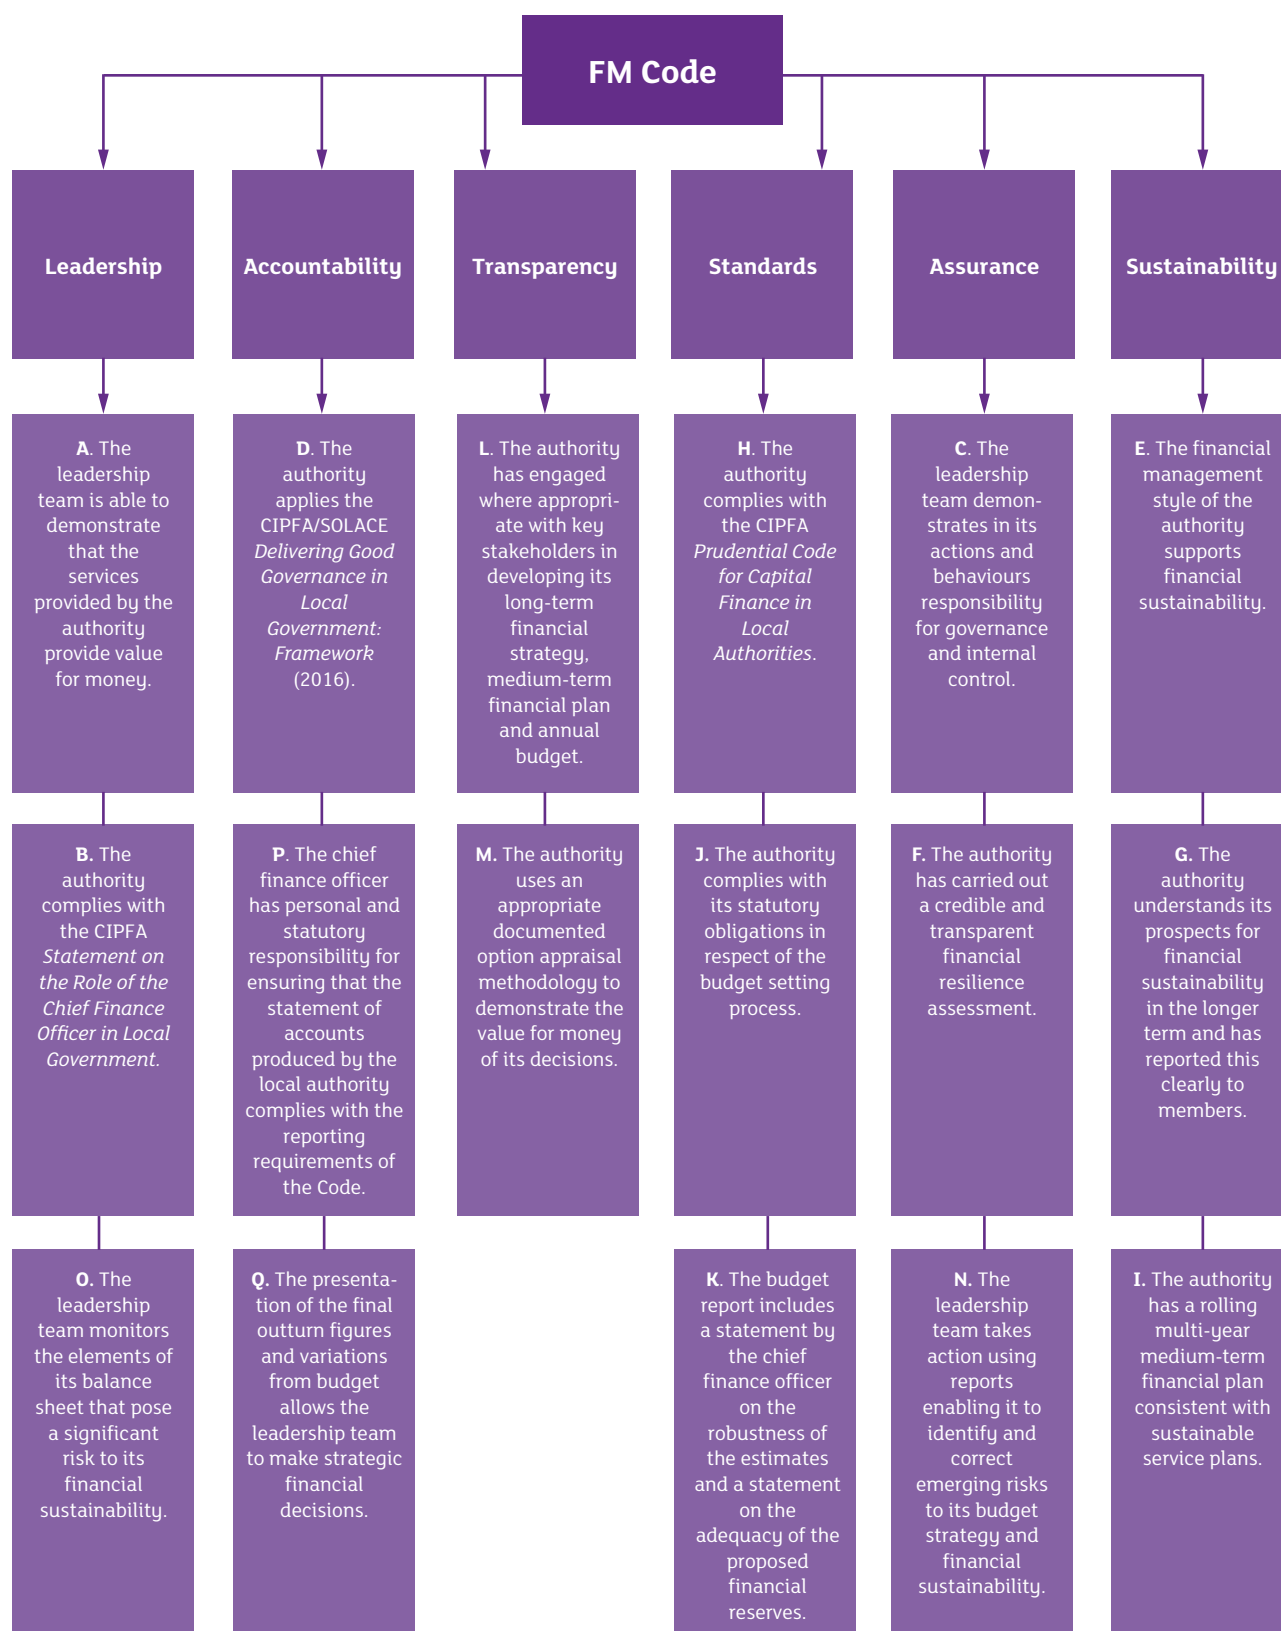 FM Code
Leadership
Accountability
Transparency
Standards
Assurance
Sustainability
A. The
leadership
team is able to
demonstrate
that the
services
provided by the
authority
provide value
for money.
D. The
authority
applies the
CIPFA/SOLACE
Delivering Good
Governance in
Local
Government:
Framework
(2016).
L. The authority
has engaged
where appropri-
ate with key
stakeholders in
developing its
long-term
financial
strategy,
medium-term
financial plan
and annual
budget.
H. The
authority
complies with
the CIPFA
Prudential Code
for Capital
Finance in
Local
Authorities.
C. The
leadership
team demon-
strates in its
actions and
behaviours
responsibility
for governance
and internal
control.
E. The financial
management
style of the
authority
supports
financial
sustainability.
B. The
authority
complies with
the CIPFA
Statement on
the Role of the
Chief Finance
Officer in Local
Government.
P. The chief
finance officer
has personal and
statutory
responsibility for
ensuring that the
statement of
accounts
produced by the
local authority
complies with the
reporting
requirements of
the Code.
M. The authority
uses an
appropriate
documented
option appraisal
methodology to
demonstrate the
value for money
of its decisions.
J. The authority
complies with
its statutory
obligations in
respect of the
budget setting
process.
F. The authority
has carried out
a credible and
transparent
financial
resilience
assessment.
G. The
authority
understands its
prospects for
financial
sustainability
in the longer
term and has
reported this
clearly to
members.
O. The
leadership
team monitors
the elements of
its balance
sheet that pose
a significant
risk to its
financial
sustainability.
Q. The presenta-
tion of the final
outturn figures
and variations
from budget
allows the
leadership team
to make strategic
financial
decisions.
K. The budget
report includes
a statement by
the chief
finance officer
on the
robustness of
the estimates
and a statement
on the
adequacy of the
proposed
financial
reserves.
N. The
leadership
team takes
action using
reports
enabling it to
identify and
correct
emerging risks
to its budget
strategy and
financial
sustainability.
I. The authority
has a rolling
multi-year
medium-term
financial plan
consistent with
sustainable
service plans.